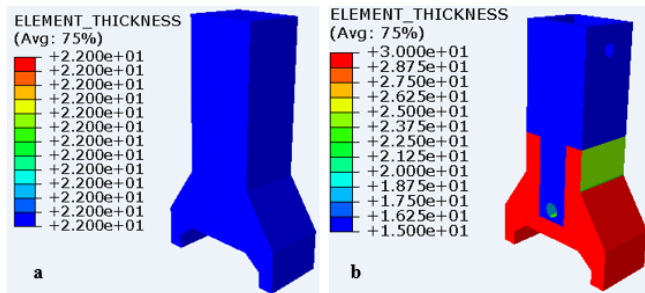 ELEMENT_THICKNESS
(Avg: 75%)
+2.200e+01
+2.200e+01
+2.200e+01
+2.200e+01
+2.200e+01
+2.200e+01
+2.200e+01
+2.200e+01
+2.200e+01
+2.200e+01
+2.200e+01
+2.200e+01
+2.200e+01
a
ELEMENT_THICKNESS
(Avg: 75%)
+3.000e+01
+2.875e+01
+2.750e+01
+2.625e+01
+2.500e+01
+2.375e+01
+2.250e+01
+2.125e+01
+2.000e+01
+1.875e+01
+1.750e+01
+1.625e+01
+1.500e+01
b